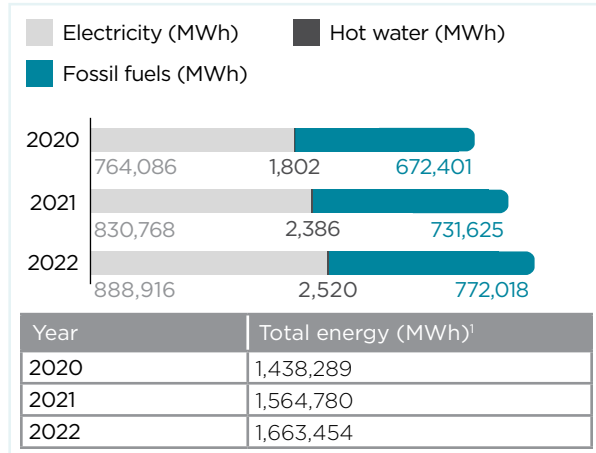 Electricity (MWh) Hot water (MWh)
Fossil fuels (MWh)
2020
764,086 1,802 672,401
2021
830,768 2,386 731,625
2022
888,916 2,520 772,018
Year Total energy (MWh)¹
2020 1,438,289
2021 1,564,780
2022 1,663,454